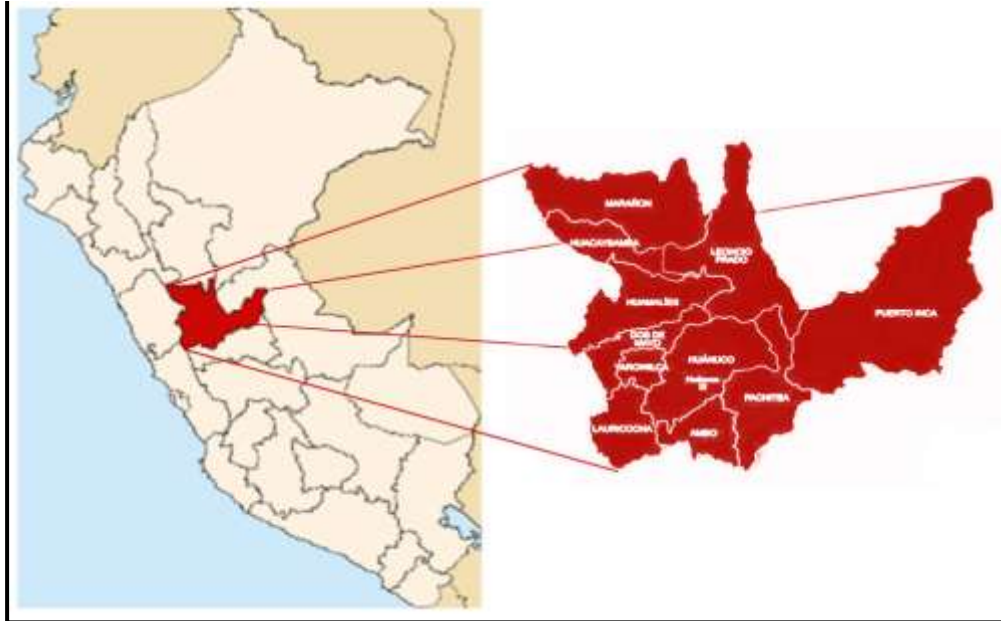 MARAÑON
HUACAYBAMBA
LEONCIO
PRADO
HUAMALÍES
PUERTO INCA
DOS DE
MAYO
YAROWILCA
HUÁNUCO
PACHITEA
LAURICOCHA
AMBO